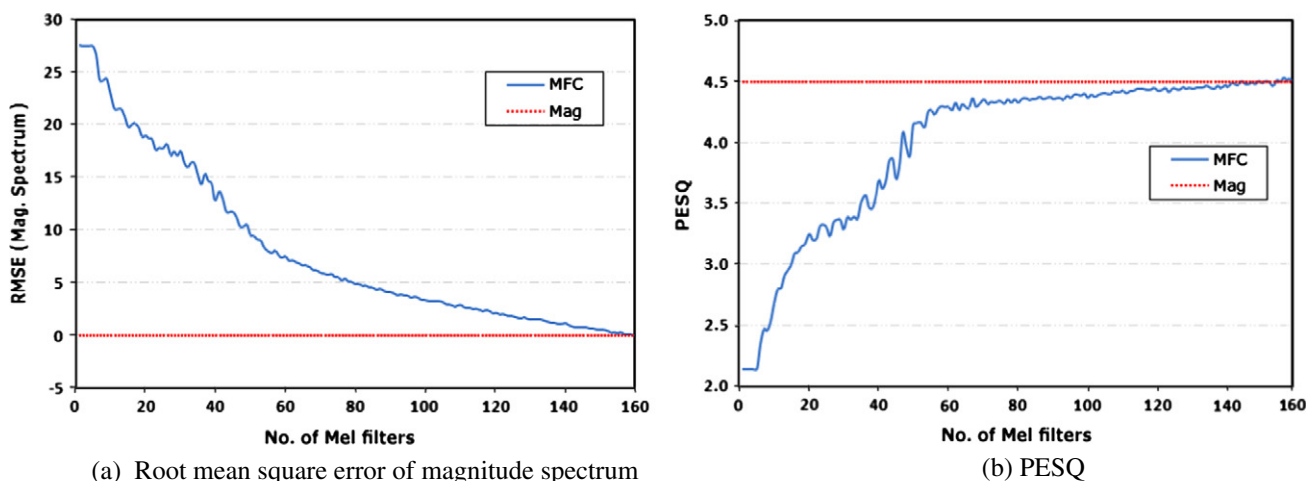 30
25
20
15
10
5
0
-5
RMSE (Mag. Spectrum)
MFC
Mag
0 20 40 60 80 100 120 140 160
No. of Mel filters
(a) Root mean square error of magnitude spectrum
5.0
4.5
4.0
3.5
3.0
2.5
2.0
PESQ
MFC
Mag
0 20 40 60 80 100 120 140 160
No. of Mel filters
(b) PESQ